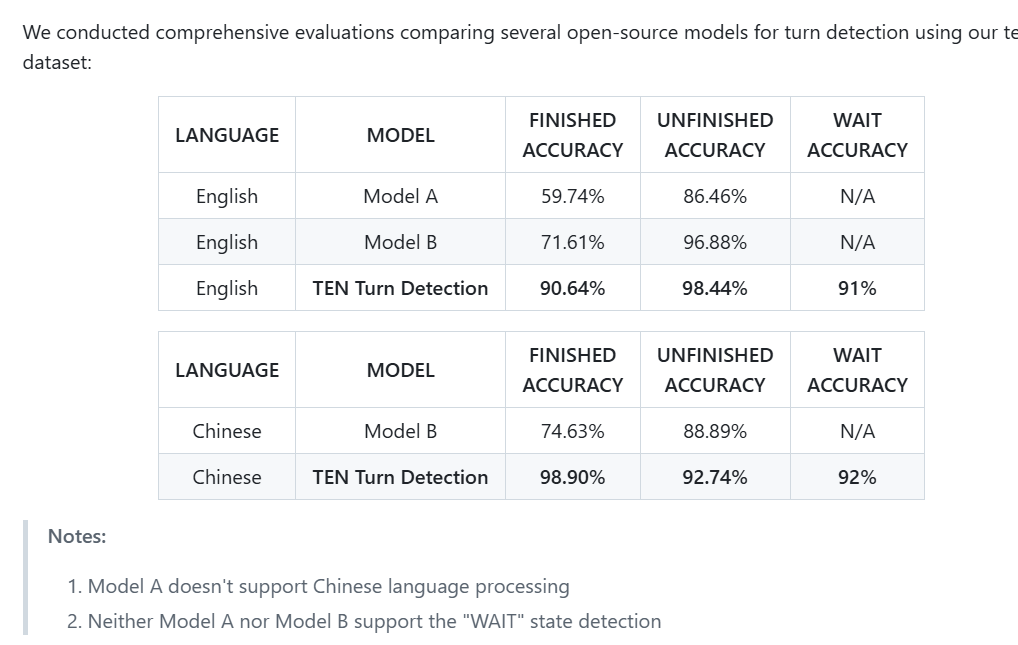 We conducted comprehensive evaluations comparing several open-source models for turn detection using our
dataset:
LANGUAGE MODEL FINISHED ACCURACY UNFINISHED ACCURACY WAIT ACCURACY
English Model A 59.74% 86.46% N/A
English Model B 71.61% 96.88% N/A
English TEN Turn Detection 90.64% 98.44% 91%
LANGUAGE MODEL FINISHED ACCURACY UNFINISHED ACCURACY WAIT ACCURACY
Chinese Model B 74.63% 88.89% N/A
Chinese TEN Turn Detection 98.90% 92.74% 92%
Notes:
1. Model A doesn't support Chinese language processing
2. Neither Model A nor Model B support the "WAIT" state detection